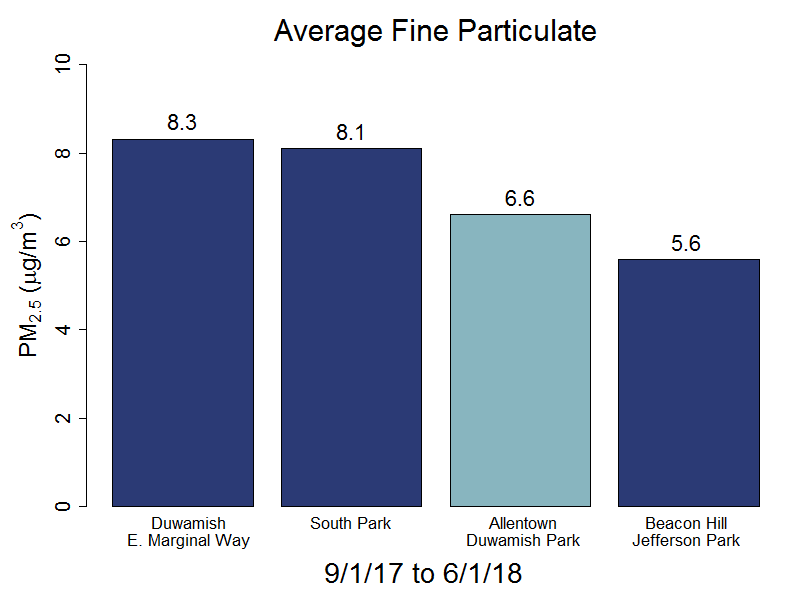 Average Fine Particulate
PM2.5 (μg/m3)
10
8
6
4
2
0
8.3
8.1
6.6
5.6
Duwamish
E. Marginal Way
South Park
Allentown
Duwamish Park
Beacon Hill
Jefferson Park
9/1/17 to 6/1/18